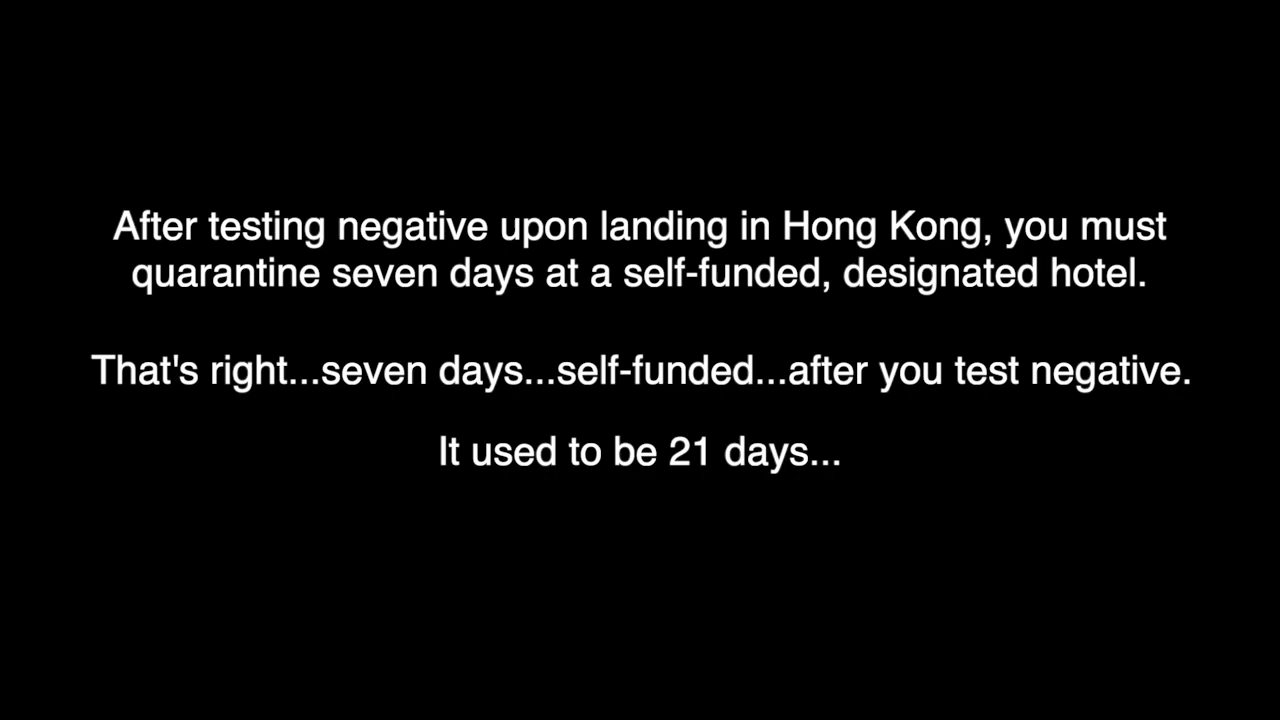 After testing negative upon landing in Hong Kong, you must
quarantine seven days at a self-funded, designated hotel.
That's right...seven days...self-funded...after you test negative.
It used to be 21 days...